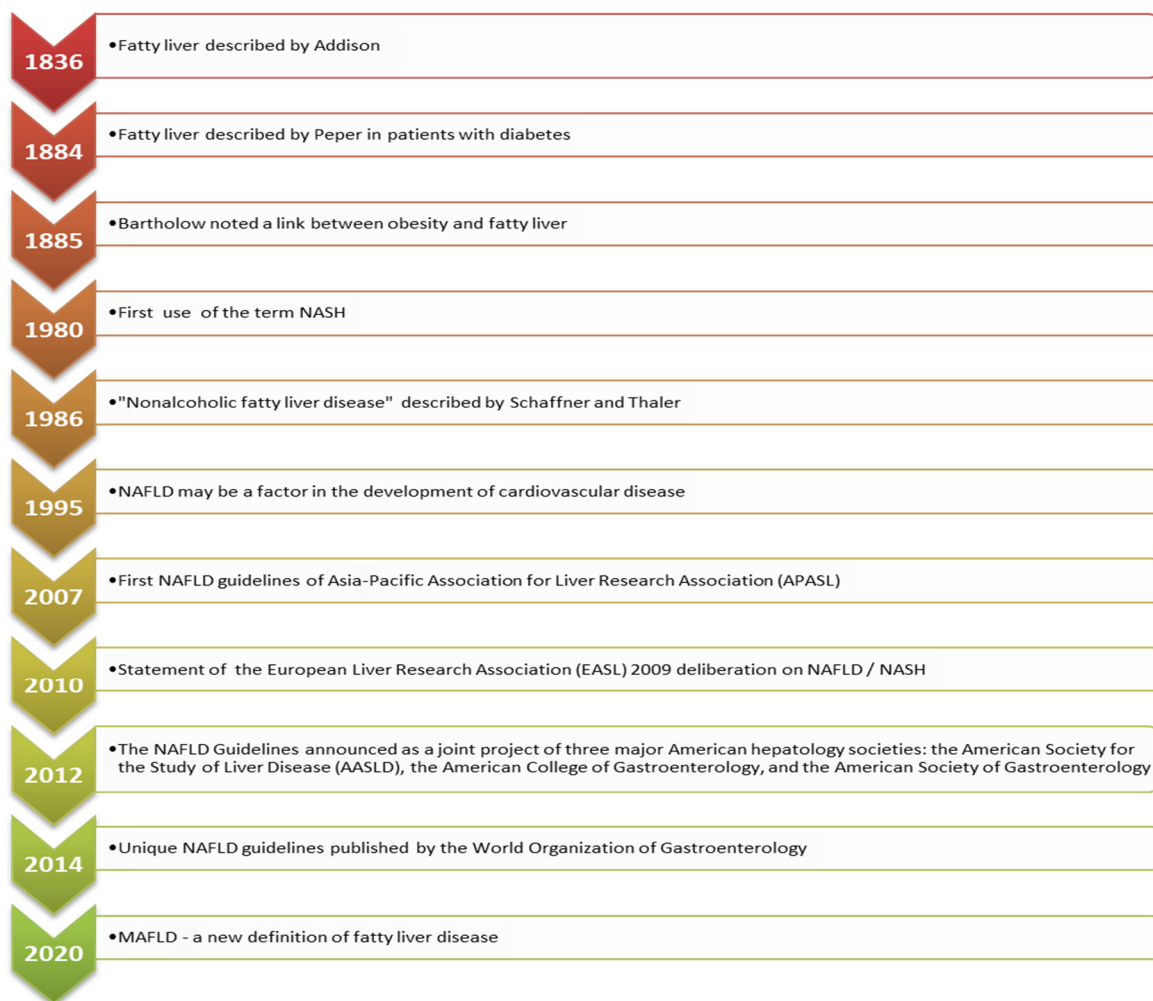 1836
•Fatty liver described by Addison
1884
•Fatty liver described by Peper in patients with diabetes
1885
•Bartholow noted a link between obesity and fatty liver
1980
•First use of the term NASH
1986
•"Nonalcoholic fatty liver disease" described by Schaffner and Thaler
1995
•NAFLD may be a factor in the development of cardiovascular disease
2007
•First NAFLD guidelines of Asia-Pacific Association for Liver Research Association (APASL)
2010
•Statement of the European Liver Research Association (EASL) 2009 deliberation on NAFLD / NASH
2012
•The NAFLD Guidelines announced as a joint project of three major American hepatology societies: the American Society for
the Study of Liver Disease (AASLD), the American College of Gastroenterology, and the American Society of Gastroenterology
2014
•Unique NAFLD guidelines published by the World Organization of Gastroenterology
2020
•MAFLD - a new definition of fatty liver disease